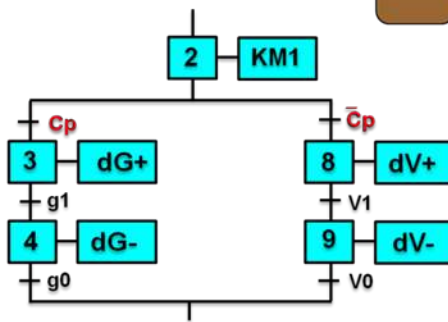 2 KM1
Cp C̅p
3 dG+ 8 dV+
g1 V1
4 dG- 9 dV-
g0 V0